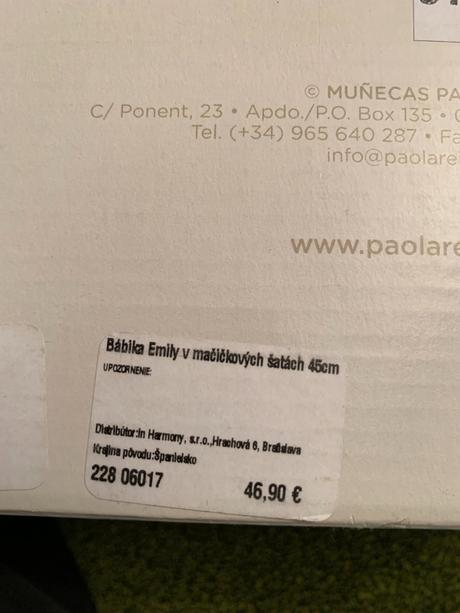 © MUÑECAS PA
C/ Ponent, 23 • Apdo./P.O. Box 135 •
Tel. (+34) 965 640 287 • Fa
info@paolarei
www.paolare
Bábika Emily v mačičkových šatách 45cm
UPOZORNENIE:
Distribútor:In Harmony, s.r.o.,Hrachová 6, Bratislava
Krajina pôvodu:Španielsko
228 06017
46,90 €